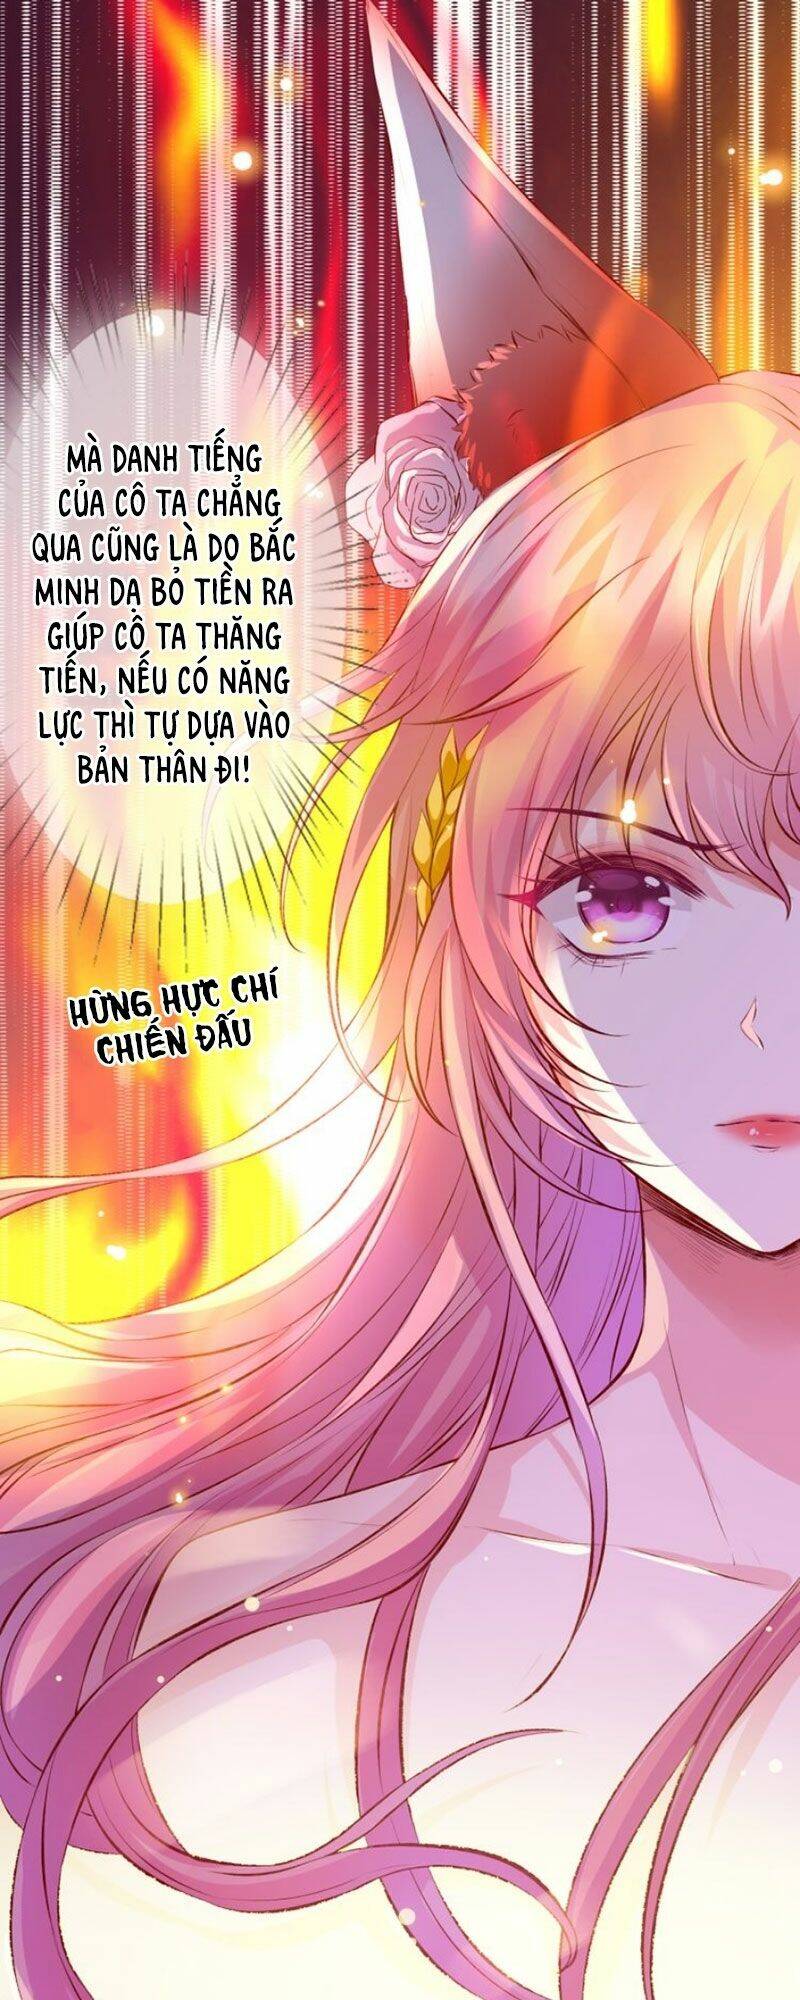 MÀ DANH TIẾNG
CỦA CÔ TA CHẲNG
QUA CŨNG LÀ DO BẮC
MINH DẠ BỎ TIỀN RA
GIÚP CÔ TA THĂNG
TIẾN, NẾU CÓ NĂNG
LỰC THÌ TỰ DỰA VÀO
BẢN THÂN ĐI!
HỪNG HỰC CHÍ
CHIẾN ĐẤU